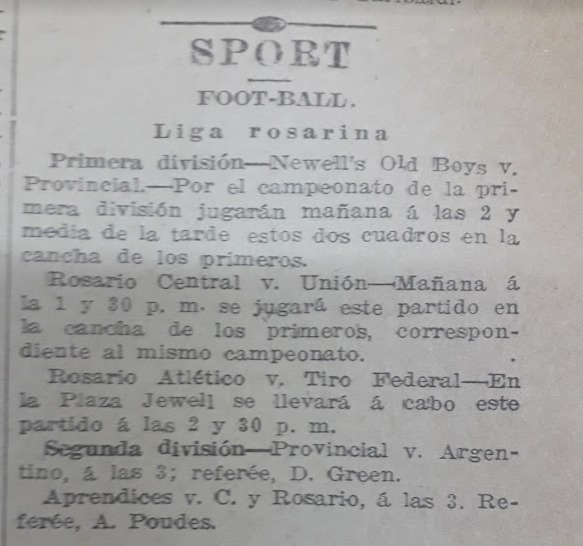 SPORT
FOOT-BALL.
Liga rosarina
Primera división—Newell's Old Boys v.
Provincial.—Por el campeonato de la pri-
mera división jugarán mañana á las 2 y
media de la tarde estos dos cuadros en la
cancha de los primeros.
Rosario Central v. Unión—Mañana á
la 1 y 30 p. m. se jugará este partido en
la cancha de los primeros, correspon-
diente al mismo campeonato.
Rosario Atlético v. Tiro Federal—En
la Plaza Jewell se llevará á cabo este
partido á las 2 y 30 p. m.
Segunda división—Provincial v. Argen-
tino, á las 3; referée, D. Green.
Aprendices v. C. y Rosario, á las 3. Re-
ferée, A. Poudes.